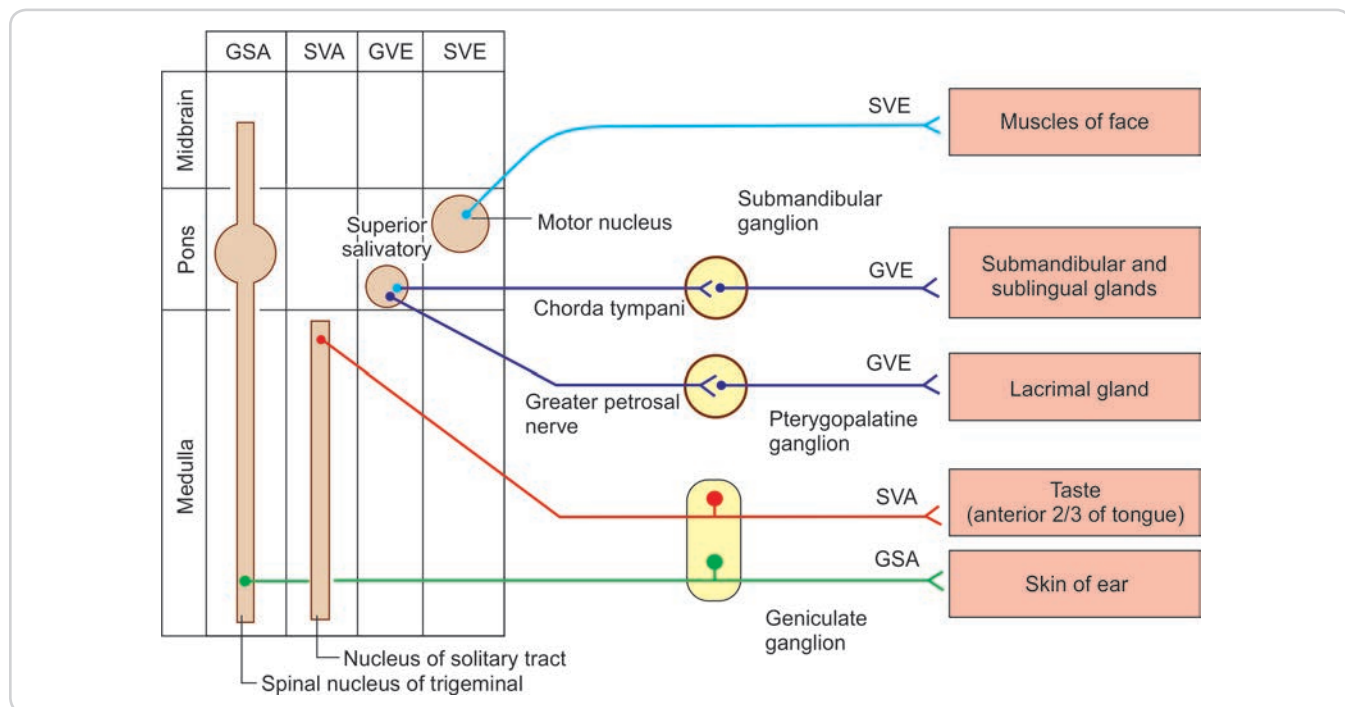 GSA SVA GVE SVE
Midbrain
Pons
Medulla
SVE
Muscles of face
Motor nucleus
Submandibular
ganglion
Superior
salivatory
GVE
Submandibular and
sublingual glands
Chorda tympani
GVE
Lacrimal gland
Greater petrosal
nerve
Pterygopalatine
ganglion
SVA
Taste
(anterior 2/3 of tongue)
GSA
Skin of ear
Geniculate
ganglion
Nucleus of solitary tract
Spinal nucleus of trigeminal